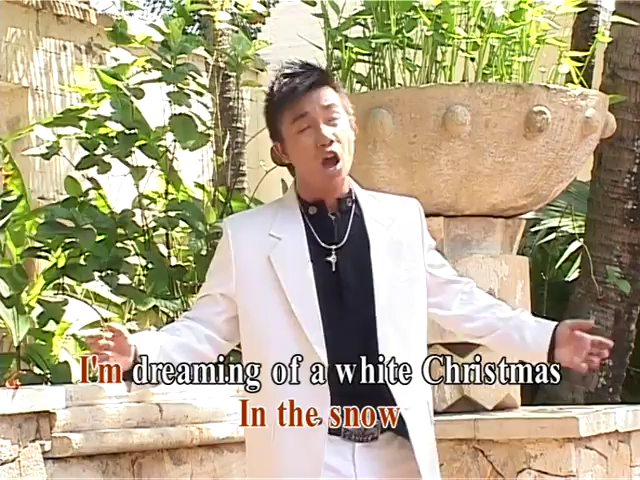 I'm dreaming of a white Christmas
In the snow